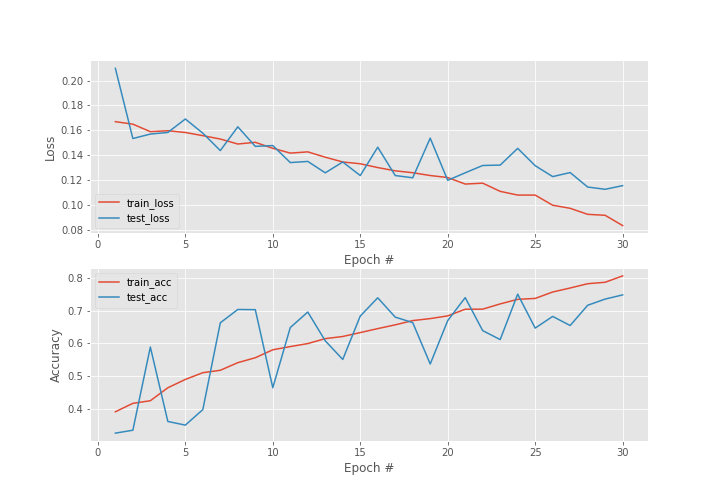 0.20
0.18
0.16
0.14
0.12
0.10
0.08
Loss
train_loss
test_loss
0 5 10 15 20 25 30
Epoch #
0.8
0.7
0.6
0.5
0.4
Accuracy
train_acc
test_acc
0 5 10 15 20 25 30
Epoch #